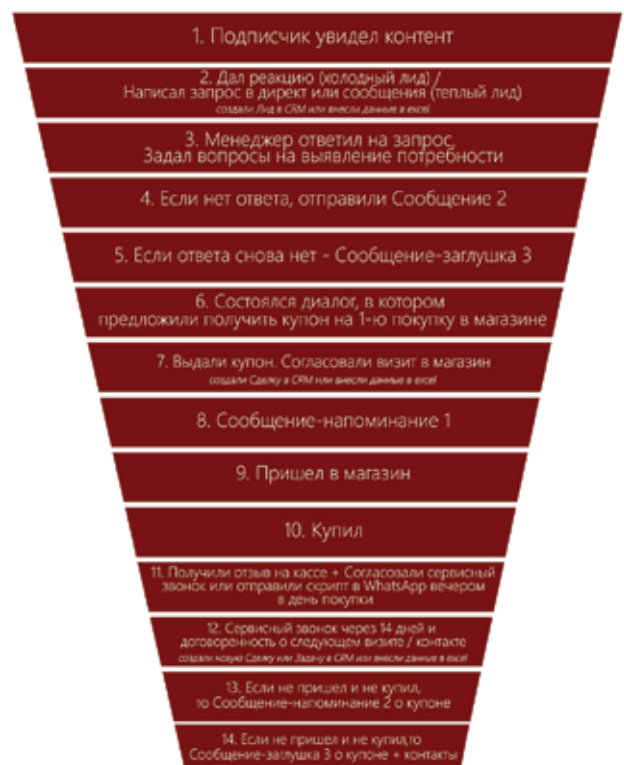 1. Подписчик увидел контент
2. Дал реакцию (холодный лид) /
Написал запрос в директ или сообщения (теплый лид)
создали Лид в CRM или внесли данные в excel
3. Менеджер ответил на запрос,
Задал вопросы на выявление потребности
4. Если нет ответа, отправили Сообщение 2
5. Если ответа снова нет - Сообщение-заглушка 3
6. Состоялся диалог, в котором
предложили получить купон на 1-ю покупку в магазине
7. Выдали купон. Согласовали визит в магазин
создали Сделку в CRM или внесли данные в excel
8. Сообщение-напоминание 1
9. Пришел в магазин
10. Купил
11. Получили отзыв на кассе + Согласовали сервисный
звонок или отправили скрипт в WhatsApp вечером
в день покупки
12. Сервисный звонок через 14 дней и
договоренность о следующем визите / контакте
создали новую Сделку или Задачу в CRM или внесли данные в excel
13. Если не пришел и не купил,
то Сообщение-напоминание 2 о купоне
14. Если не пришел и не купил,то
Сообщение-заглушка 3 о купоне + контакты